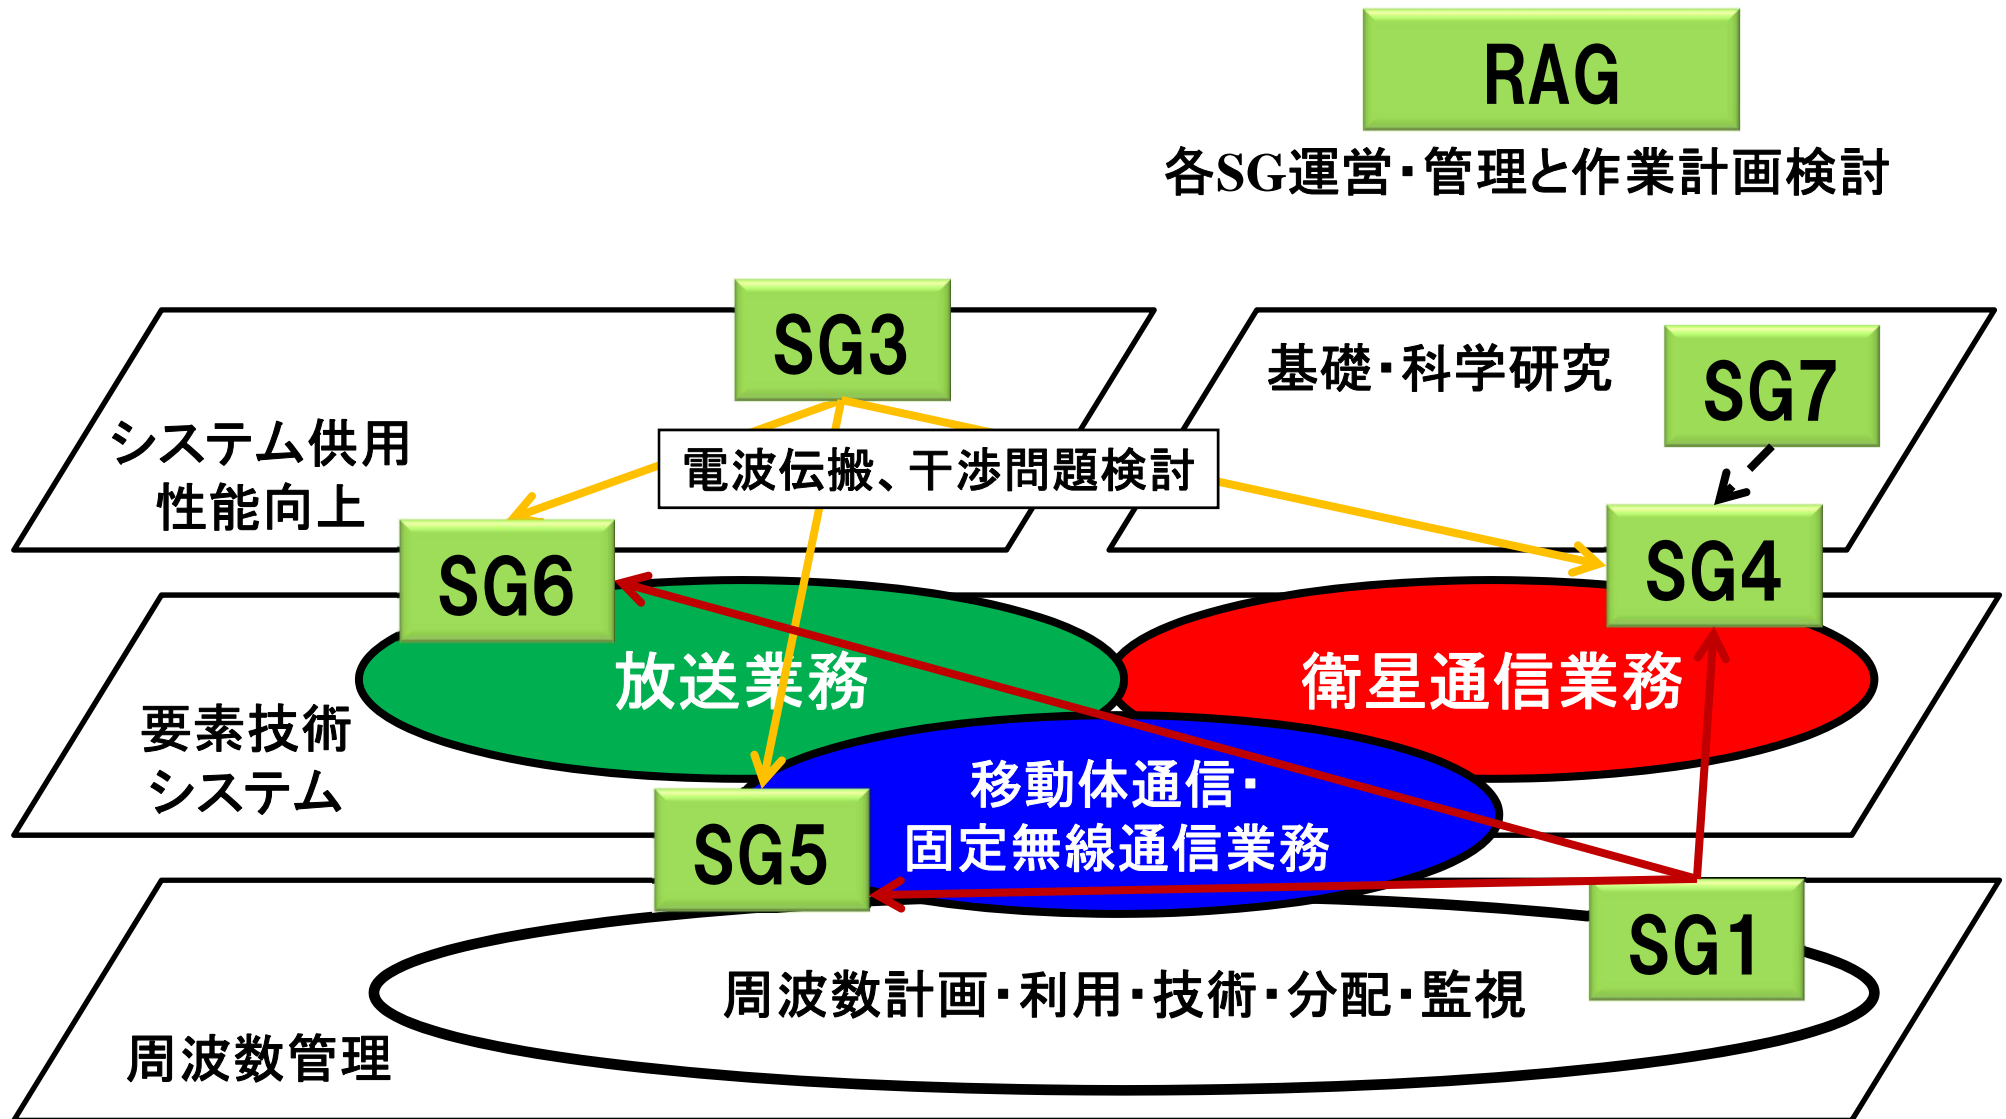 RAG
各SG運営・管理と作業計画検討
SG3
基礎・科学研究
SG7
システム供用
性能向上
電波伝搬、干渉問題検討
SG6
SG4
放送業務
衛星通信業務
要素技術
システム
移動体通信・
固定無線通信業務
SG5
SG1
周波数計画・利用・技術・分配・監視
周波数管理